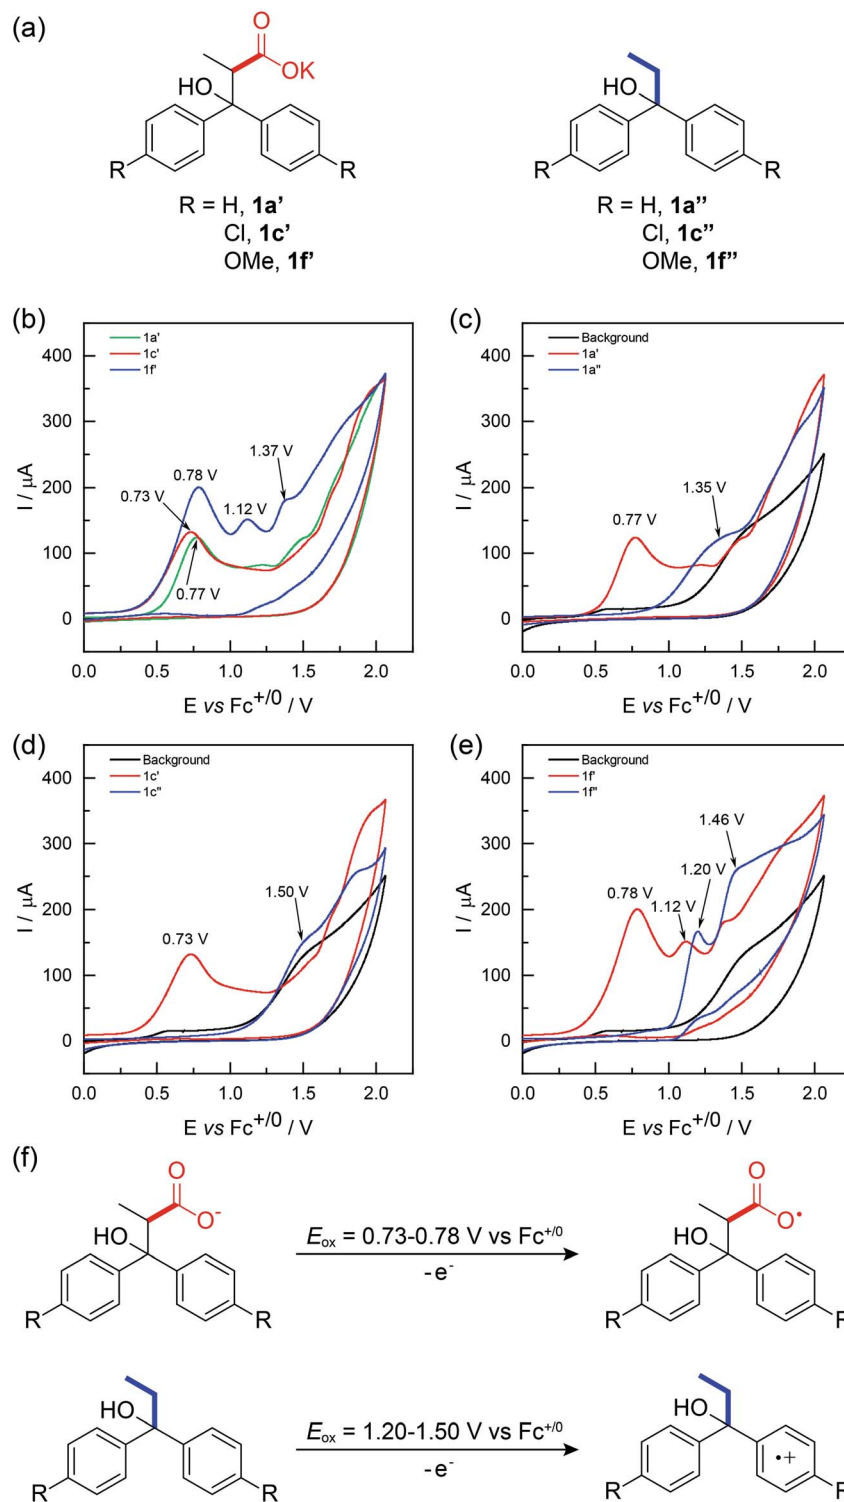 (a)
O
OK
HO
HO
R
R
R
R
R = H, 1a’
Cl, 1c’
OMe, 1f’
R = H, 1a”
Cl, 1c”
OMe, 1f”
(b)
1a'
1c'
1f'
400
300
200
100
0
I / µA
0.73 V
0.78 V
1.12 V
1.37 V
0.77 V
0.0
0.5
1.0
1.5
2.0
E vs Fc+/0 / V
(c)
Background
1a'
1a"
400
300
200
100
0
I / µA
0.77 V
1.35 V
0.0
0.5
1.0
1.5
2.0
E vs Fc+/0 / V
(d)
Background
1c'
1c"
400
300
200
100
0
I / µA
0.73 V
1.50 V
0.0
0.5
1.0
1.5
2.0
E vs Fc+/0 / V
(e)
Background
1f'
1f"
400
300
200
100
0
I / µA
0.78 V
1.12 V
1.20 V
1.46 V
0.0
0.5
1.0
1.5
2.0
E vs Fc+/0 / V
(f)
O
O-
HO
R
R
Eox = 0.73-0.78 V vs Fc+/0
-e-
O
O•
HO
R
R
HO
R
R
Eox = 1.20-1.50 V vs Fc+/0
-e-
HO
•+
R
R